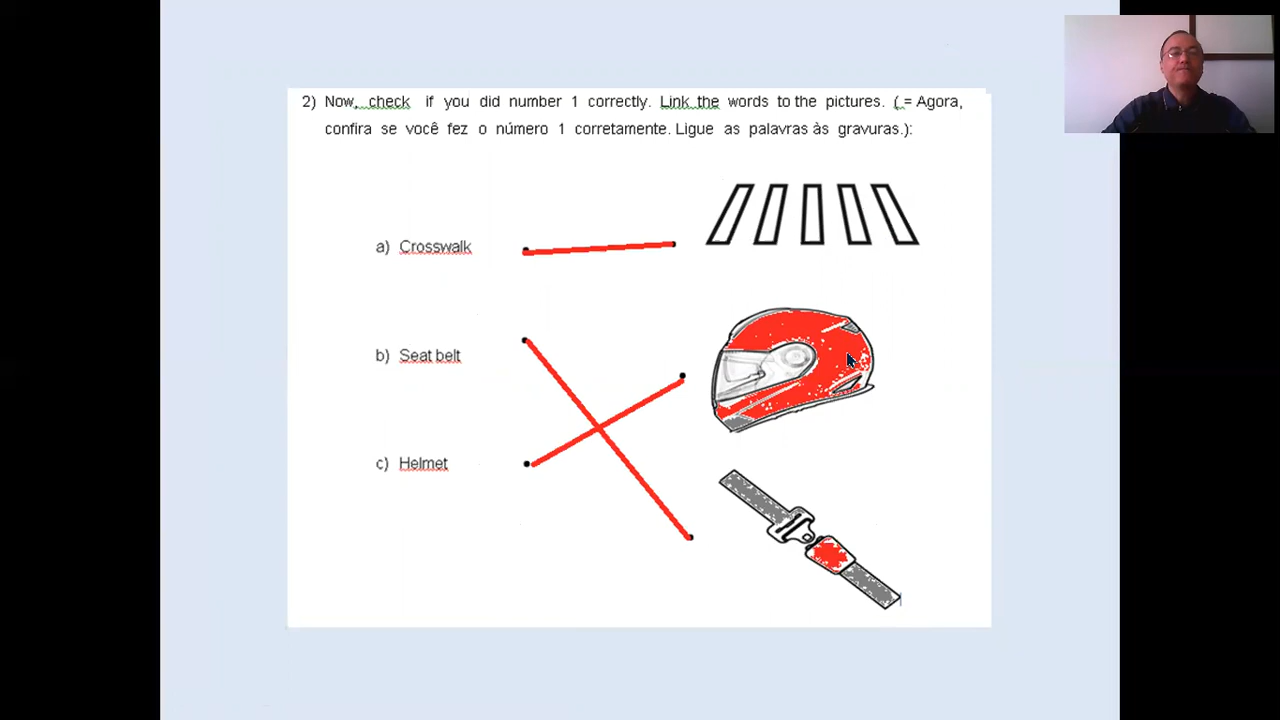 2) Now, check if you did number 1 correctly. Link the words to the pictures. ( = Agora,
confira se você fez o número 1 corretamente. Ligue as palavras às gravuras.):
a) Crosswalk
b) Seat belt
c) Helmet